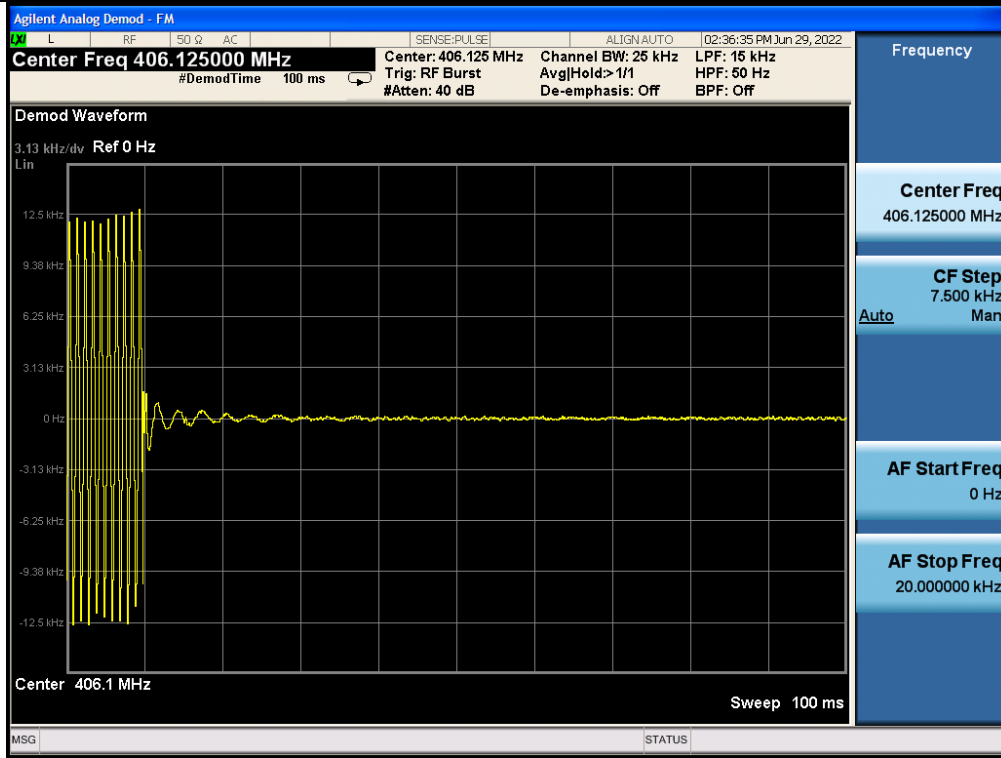 Agilent Analog Demod - FM
LXI L RF 50 Ω AC SENSE:PULSE ALIGN AUTO 02:36:35 PM Jun 29, 2022
Center Freq 406.125000 MHz
#DemodTime 100 ms
Center: 406.125 MHz
Trig: RF Burst
#Atten: 40 dB
Channel BW: 25 kHz
Avg|Hold:> 1/1
De-emphasis: Off
LPF: 15 kHz
HPF: 50 Hz
BPF: Off
Demod Waveform
3.13 kHz/dv Ref 0 Hz
Lin
12.5 kHz
9.38 kHz
6.25 kHz
3.13 kHz
0 Hz
-3.13 kHz
-6.25 kHz
-9.38 kHz
-12.5 kHz
Center 406.1 MHz
Sweep 100 ms
MSG STATUS
Frequency
Center Freq
406.125000 MHz
CF Step
7.500 kHz
Auto Man
AF Start Freq
0 Hz
AF Stop Freq
20.000000 kHz